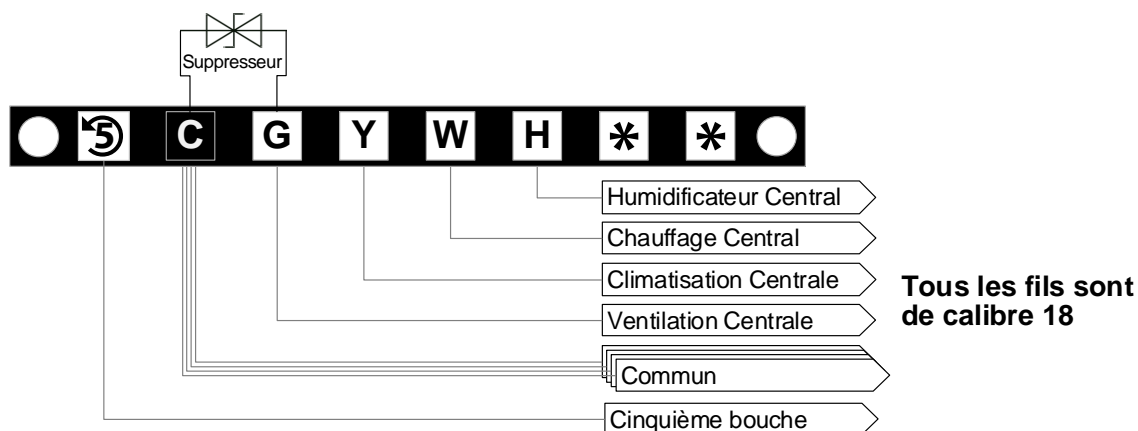 Suppresseur
5 C G Y W H * *
Humidificateur Central
Chauffage Central
Climatisation Centrale
Ventilation Centrale
Commun
Cinquième bouche
Tous les fils sont
de calibre 18